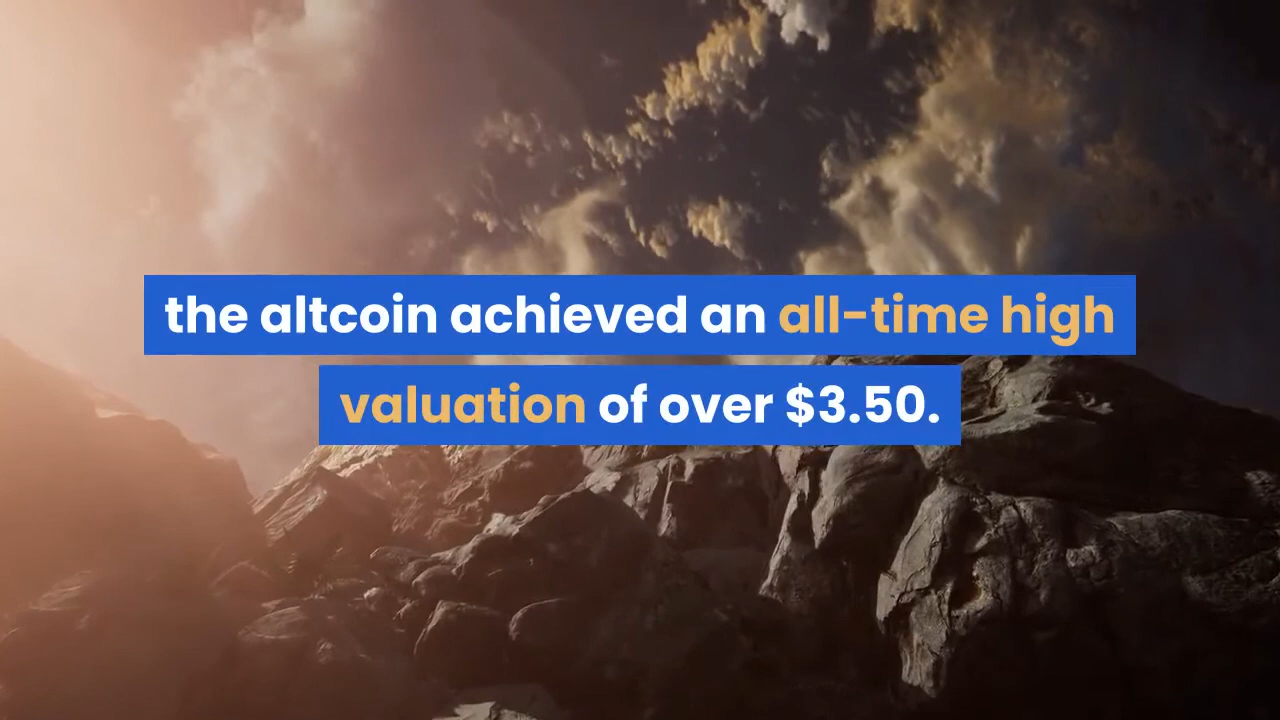 the altcoin achieved an all-time high
valuation of over $3.50.